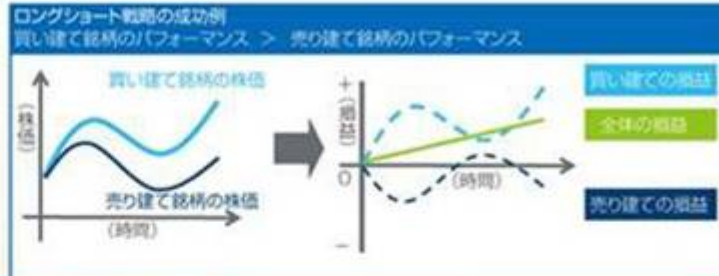 ロングショート戦略の成功例
買い建て銘柄のパフォーマンス > 売り建て銘柄のパフォーマンス
買い建て銘柄の株価
(株価)
売り建て銘柄の株価
(時間)
+
(損益)
0
(時間)
−
買い建ての損益
全体の損益
売り建ての損益